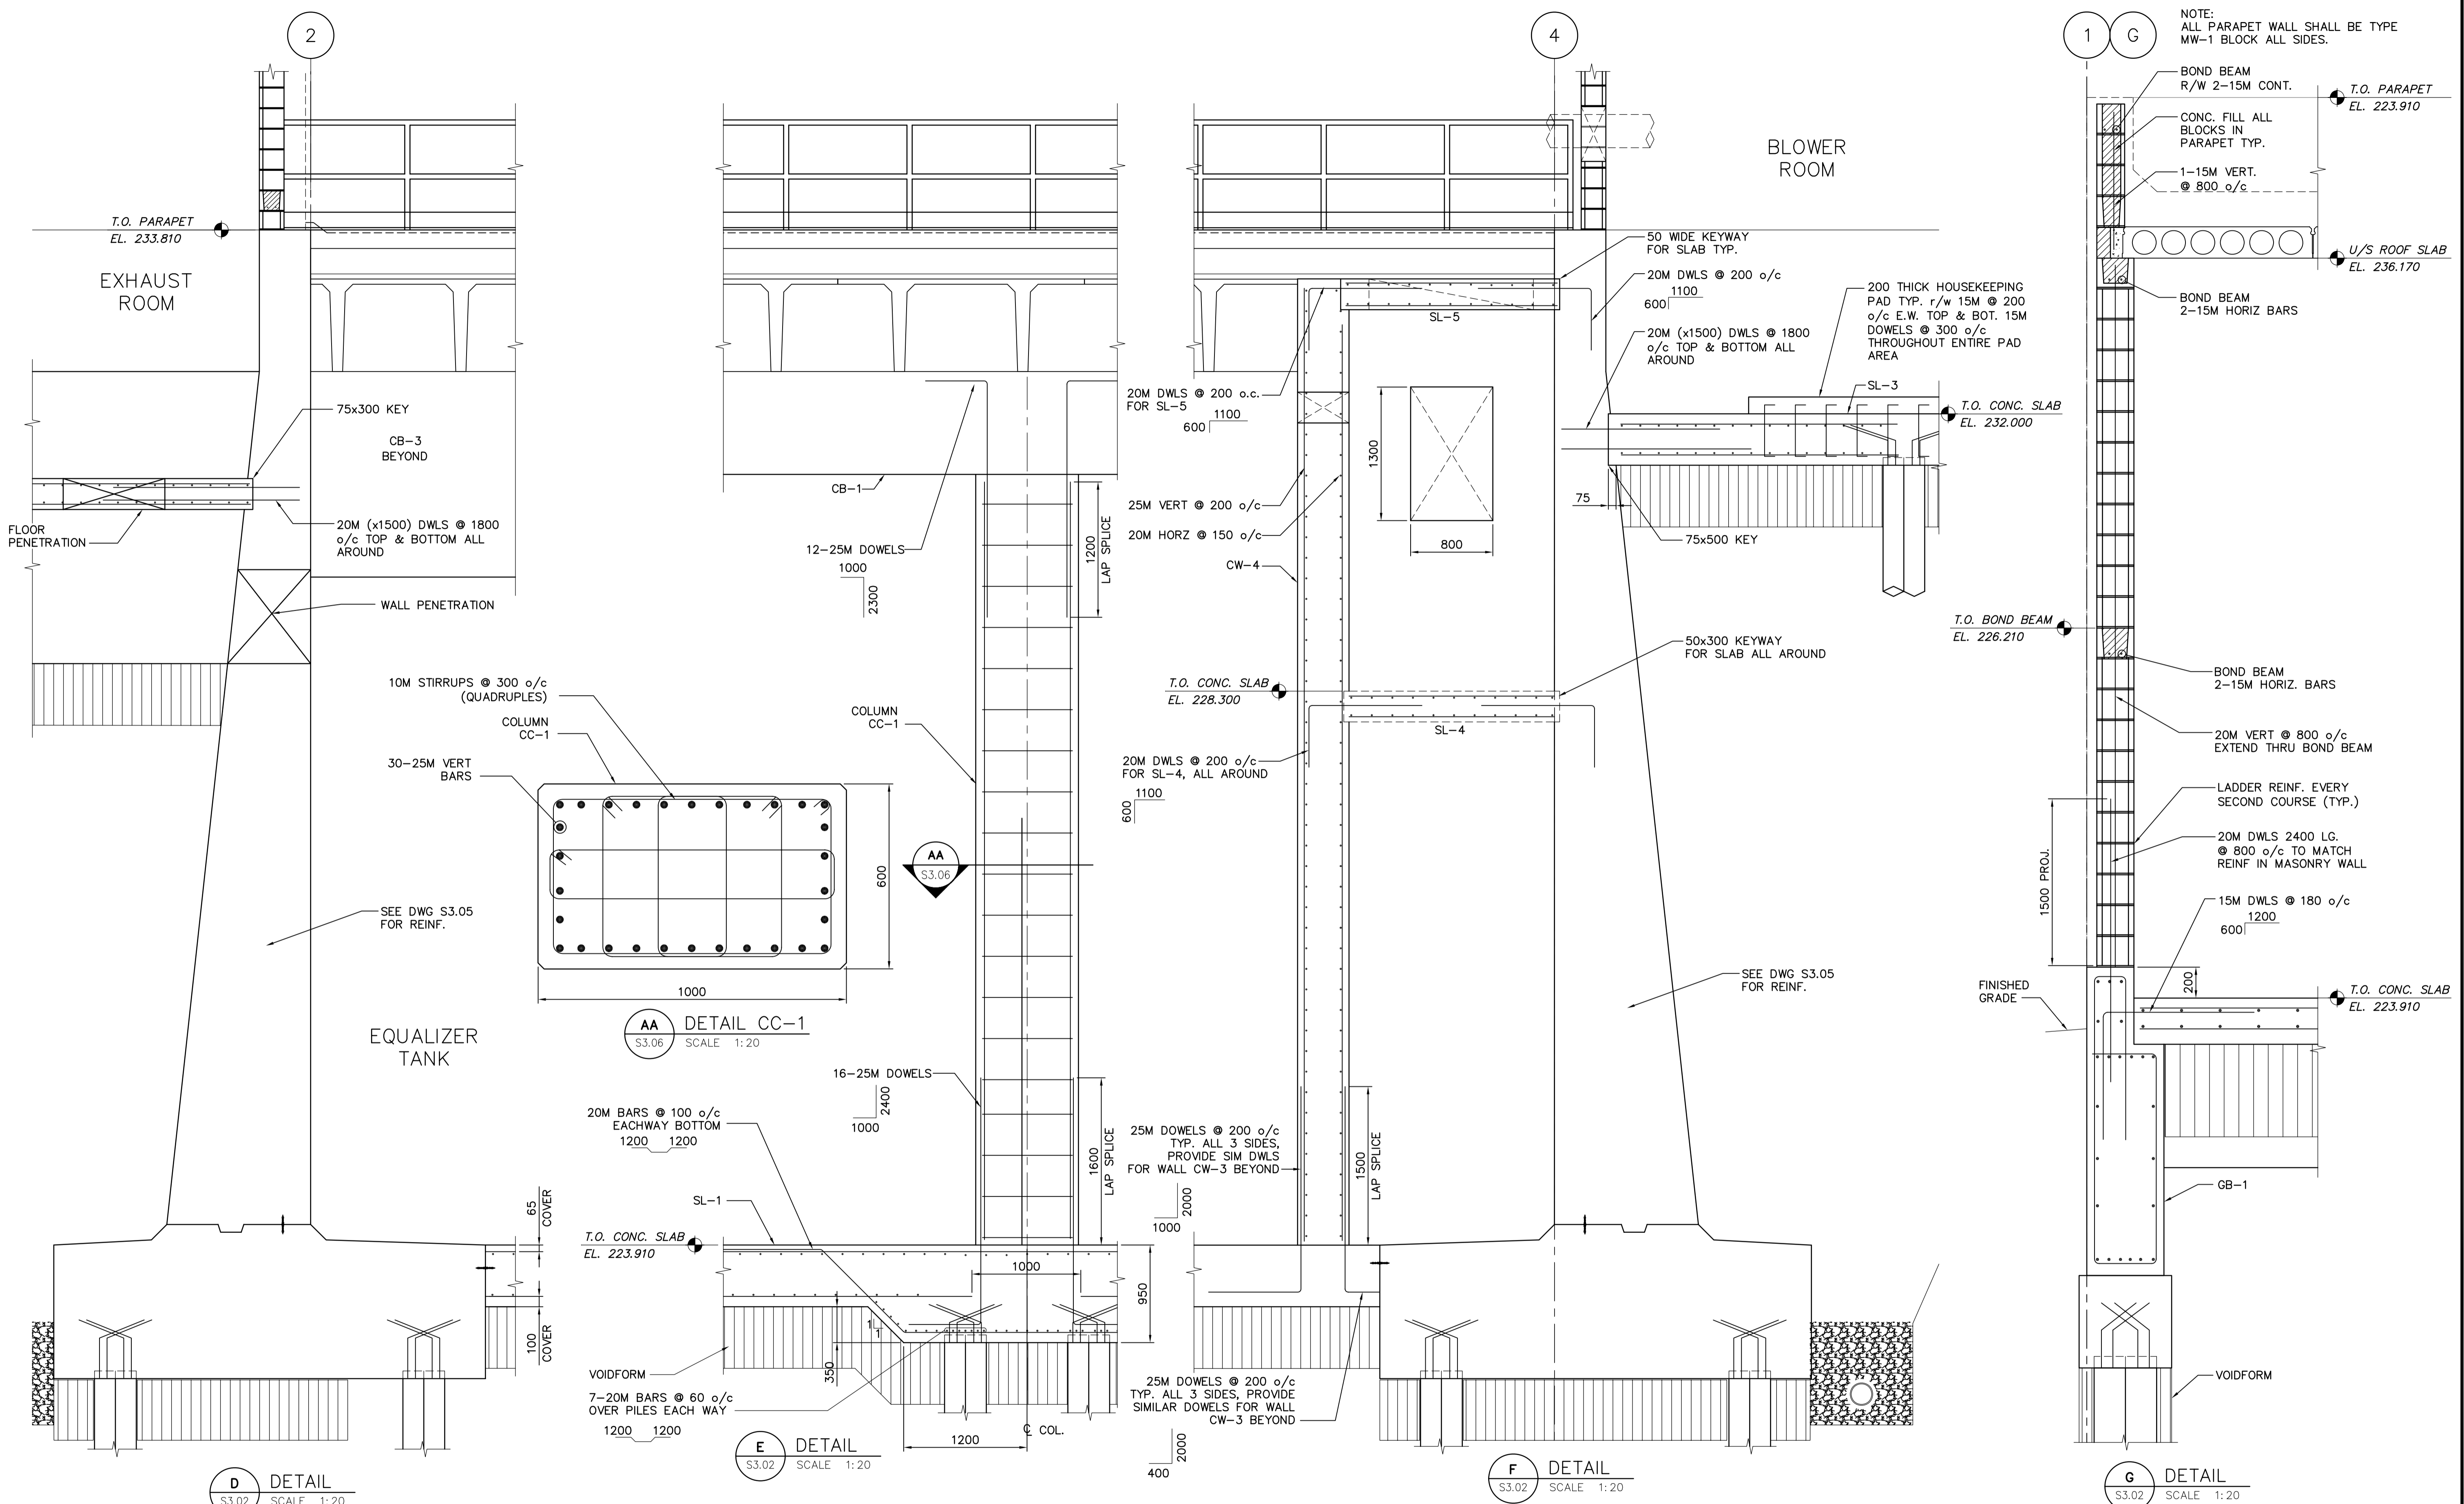 2
4
1
G
NOTE:
ALL PARAPET WALL SHALL BE TYPE
MW-1 BLOCK ALL SIDES.
T.O. PARAPET
EL. 233.810
EXHAUST
ROOM
75x300 KEY
CB-3
BEYOND
FLOOR
PENETRATION
20M (x1500) DWLS @ 1800
o/c TOP & BOTTOM ALL
AROUND
WALL PENETRATION
SEE DWG S3.05
FOR REINF.
EQUALIZER
TANK
65
COVER
100
COVER
D
S3.02
DETAIL
SCALE 1:20
10M STIRRUPS @ 300 o/c
(QUADRUPLES)
COLUMN
CC-1
30-25M VERT
BARS
600
1000
AA
S3.06
DETAIL CC-1
SCALE 1:20
CB-1
12-25M DOWELS
1000
2300
1200
LAP SPLICE
COLUMN
CC-1
AA
S3.06
16-25M DOWELS
2400
1000
1600
LAP SPLICE
20M BARS @ 100 o/c
EACHWAY BOTTOM
1200 1200
SL-1
T.O. CONC. SLAB
EL. 223.910
1000
950
1
1
350
VOIDFORM
7-20M BARS @ 60 o/c
OVER PILES EACH WAY
1200 1200
1200
℄ COL.
E
S3.02
DETAIL
SCALE 1:20
BLOWER
ROOM
50 WIDE KEYWAY
FOR SLAB TYP.
20M DWLS @ 200 o/c
1100
600
SL-5
20M (x1500) DWLS @ 1800
o/c TOP & BOTTOM ALL
AROUND
200 THICK HOUSEKEEPING
PAD TYP. r/w 15M @ 200
o/c E.W. TOP & BOT. 15M
DOWELS @ 300 o/c
THROUGHOUT ENTIRE PAD
AREA
SL-3
T.O. CONC. SLAB
EL. 232.000
20M DWLS @ 200 o.c.
FOR SL-5
1100
600
1300
800
75
75x500 KEY
25M VERT @ 200 o/c
20M HORZ @ 150 o/c
CW-4
50x300 KEYWAY
FOR SLAB ALL AROUND
T.O. CONC. SLAB
EL. 228.300
SL-4
20M DWLS @ 200 o/c
FOR SL-4, ALL AROUND
1100
600
SEE DWG S3.05
FOR REINF.
25M DOWELS @ 200 o/c
TYP. ALL 3 SIDES,
PROVIDE SIM DWLS
FOR WALL CW-3 BEYOND
2000
1000
1500
LAP SPLICE
25M DOWELS @ 200 o/c
TYP. ALL 3 SIDES, PROVIDE
SIMILAR DOWELS FOR WALL
CW-3 BEYOND
2000
400
F
S3.02
DETAIL
SCALE 1:20
BOND BEAM
R/W 2-15M CONT.
T.O. PARAPET
EL. 223.910
CONC. FILL ALL
BLOCKS IN
PARAPET TYP.
1-15M VERT.
@ 800 o/c
U/S ROOF SLAB
EL. 236.170
BOND BEAM
2-15M HORIZ BARS
T.O. BOND BEAM
EL. 226.210
BOND BEAM
2-15M HORIZ. BARS
20M VERT @ 800 o/c
EXTEND THRU BOND BEAM
LADDER REINF. EVERY
SECOND COURSE (TYP.)
20M DWLS 2400 LG.
@ 800 o/c TO MATCH
REINF IN MASONRY WALL
1500 PROJ.
15M DWLS @ 180 o/c
1200
600
200
FINISHED
GRADE
T.O. CONC. SLAB
EL. 223.910
GB-1
VOIDFORM
G
S3.02
DETAIL
SCALE 1:20